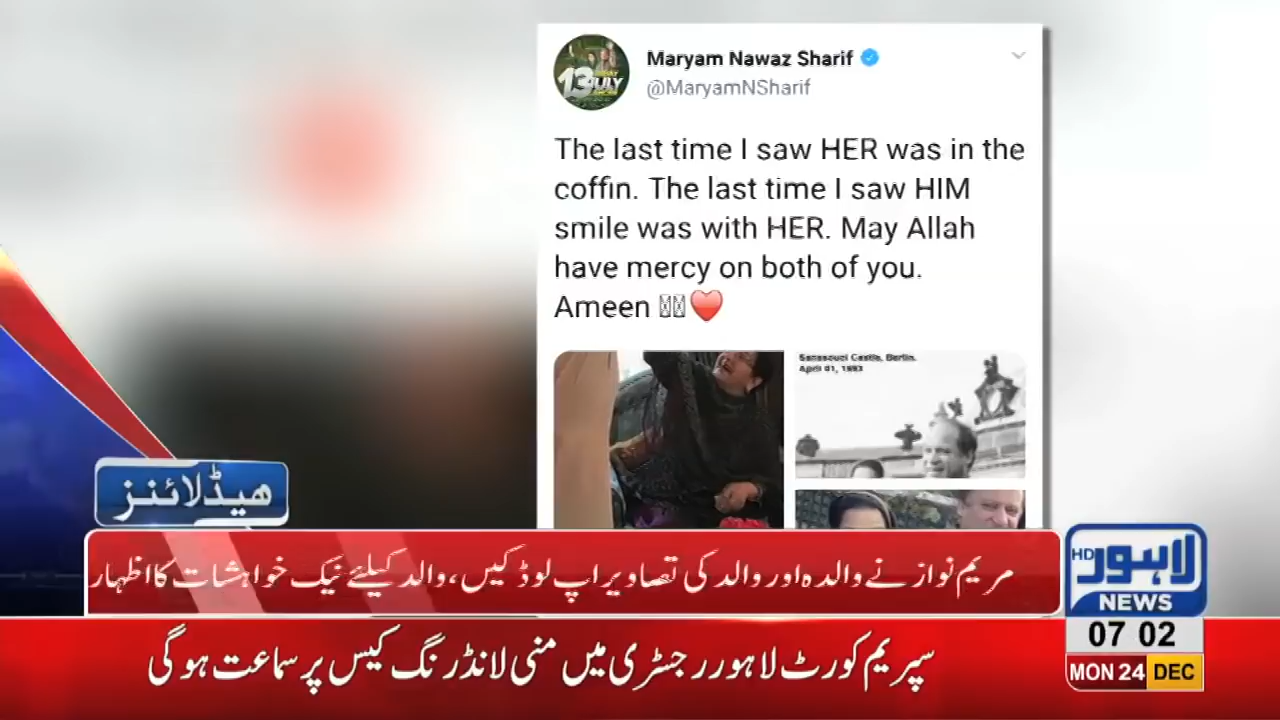 Maryam Nawaz Sharif
@MaryamNSharif
13 JULY
The last time I saw HER was in the
coffin. The last time I saw HIM
smile was with HER. May Allah
have mercy on both of you.
Ameen ❤️
Sanssouci Castle, Berlin.
April 01, 1993
ھیڈلائنز
مریم نواز نے والدہ اور والد کی تصاویر اپ لوڈ کیں، والد کیلئے نیک خواہشات کا اظہار
سپریم کورٹ لاہور رجسٹری میں منی لانڈرنگ کیس پر سماعت ہوگی
HD لاہور
NEWS
07 02
MON 24 DEC